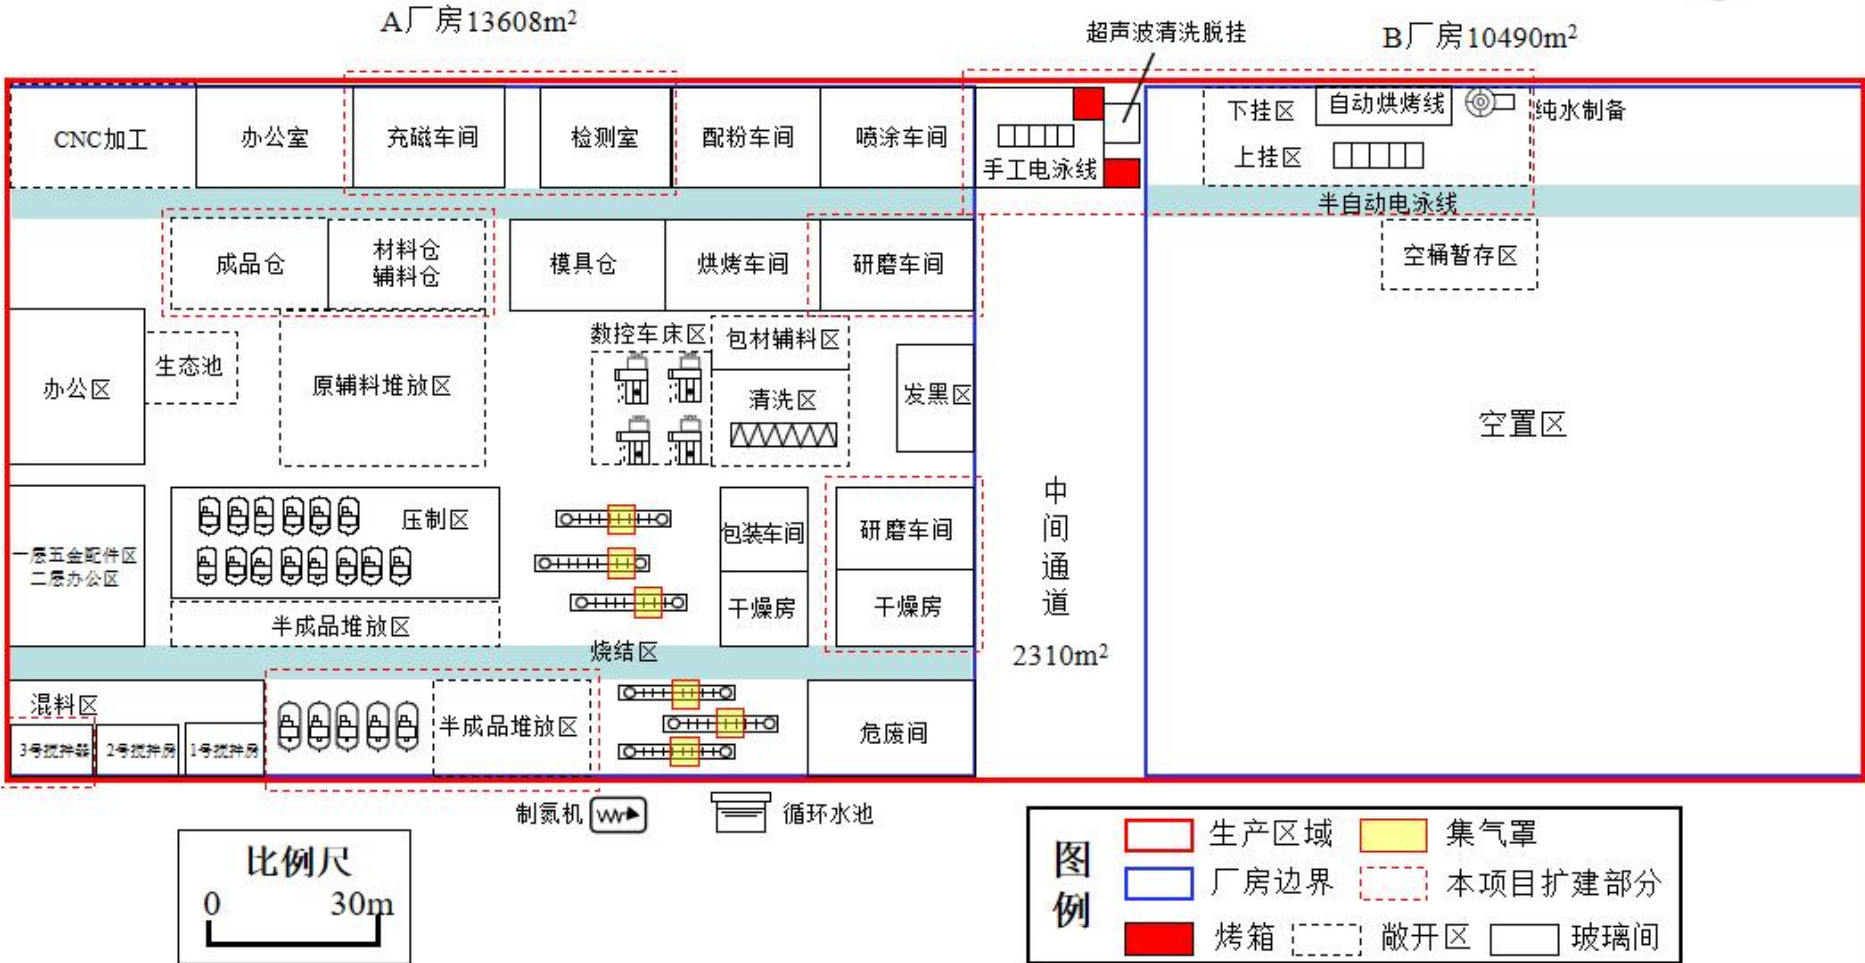 A厂房13608m²
超声波清洗脱挂
B厂房10490m²
CNC加工
办公室
充磁车间
检测室
配粉车间
喷涂车间
手工电泳线
下挂区
自动烘烤线
纯水制备
上挂区
半自动电泳线
成品仓
材料仓
辅料仓
模具仓
烘烤车间
研磨车间
空桶暂存区
办公区
生态池
原辅料堆放区
数控车床区
包材辅料区
清洗区
发黑区
空置区
一层五金配件区
二层办公区
压制区
半成品堆放区
包装车间
干燥房
研磨车间
干燥房
中
间
通
道
2310m²
烧结区
混料区
3号搅拌器
2号搅拌房
1号搅拌房
半成品堆放区
危废间
制氮机
循环水池
比例尺
0 30m
图
例
生产区域
集气罩
厂房边界
本项目扩建部分
烤箱
敞开区
玻璃间